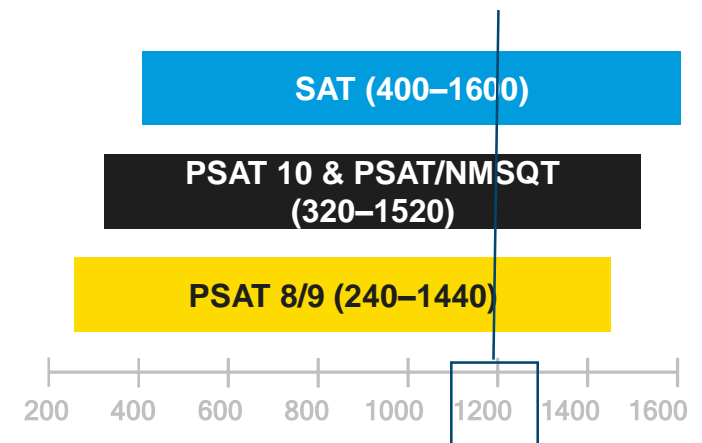 SAT (400–1600)
PSAT 10 & PSAT/NMSQT
(320–1520)
PSAT 8/9 (240–1440)
200 400 600 800 1000 1200 1400 1600